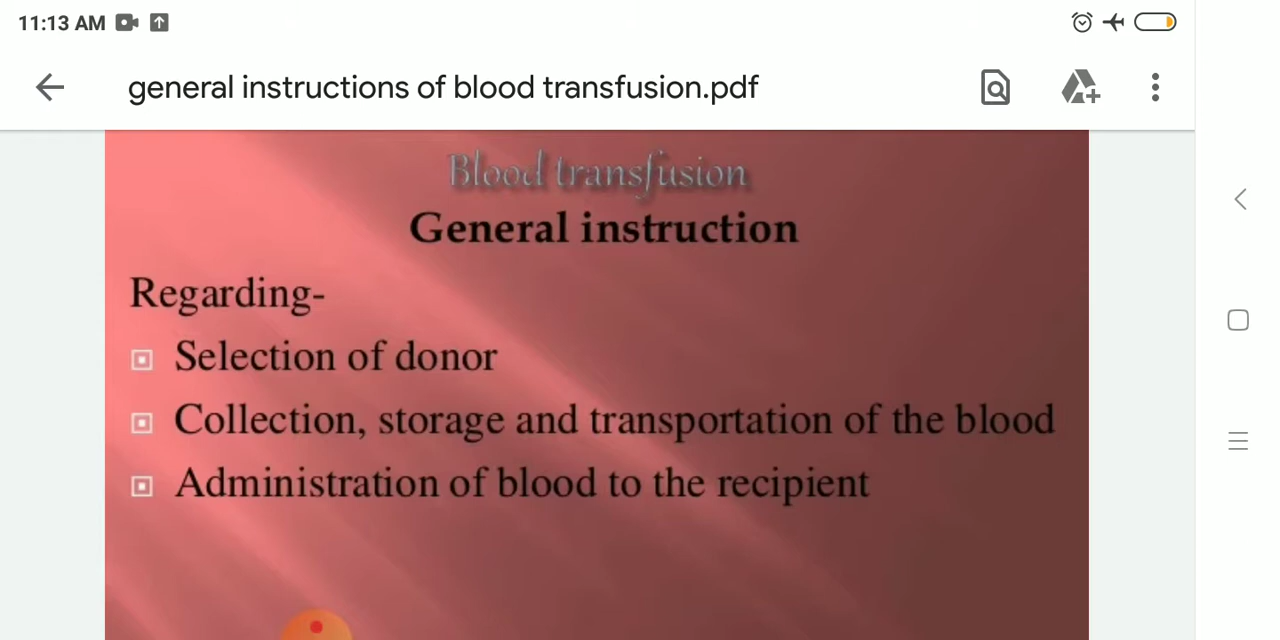 11:13 AM
general instructions of blood transfusion.pdf
Blood transfusion
General instruction
Regarding-
Selection of donor
Collection, storage and transportation of the blood
Administration of blood to the recipient